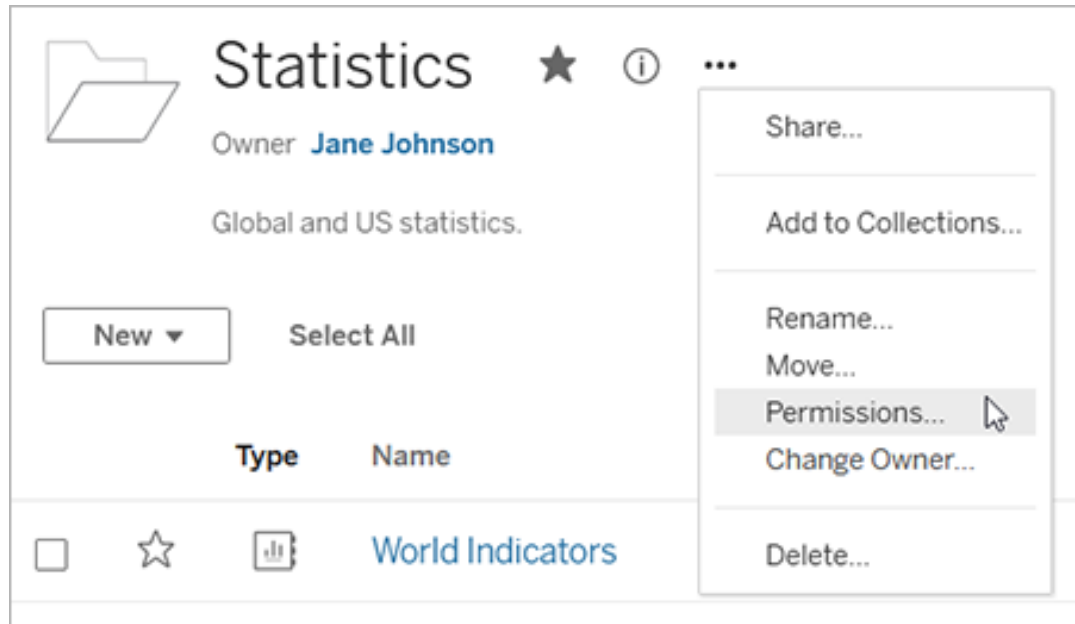 Statistics
Owner Jane Johnson
Global and US statistics.
New
Select All
Type Name
World Indicators
Share...
Add to Collections...
Rename...
Move...
Permissions...
Change Owner...
Delete...